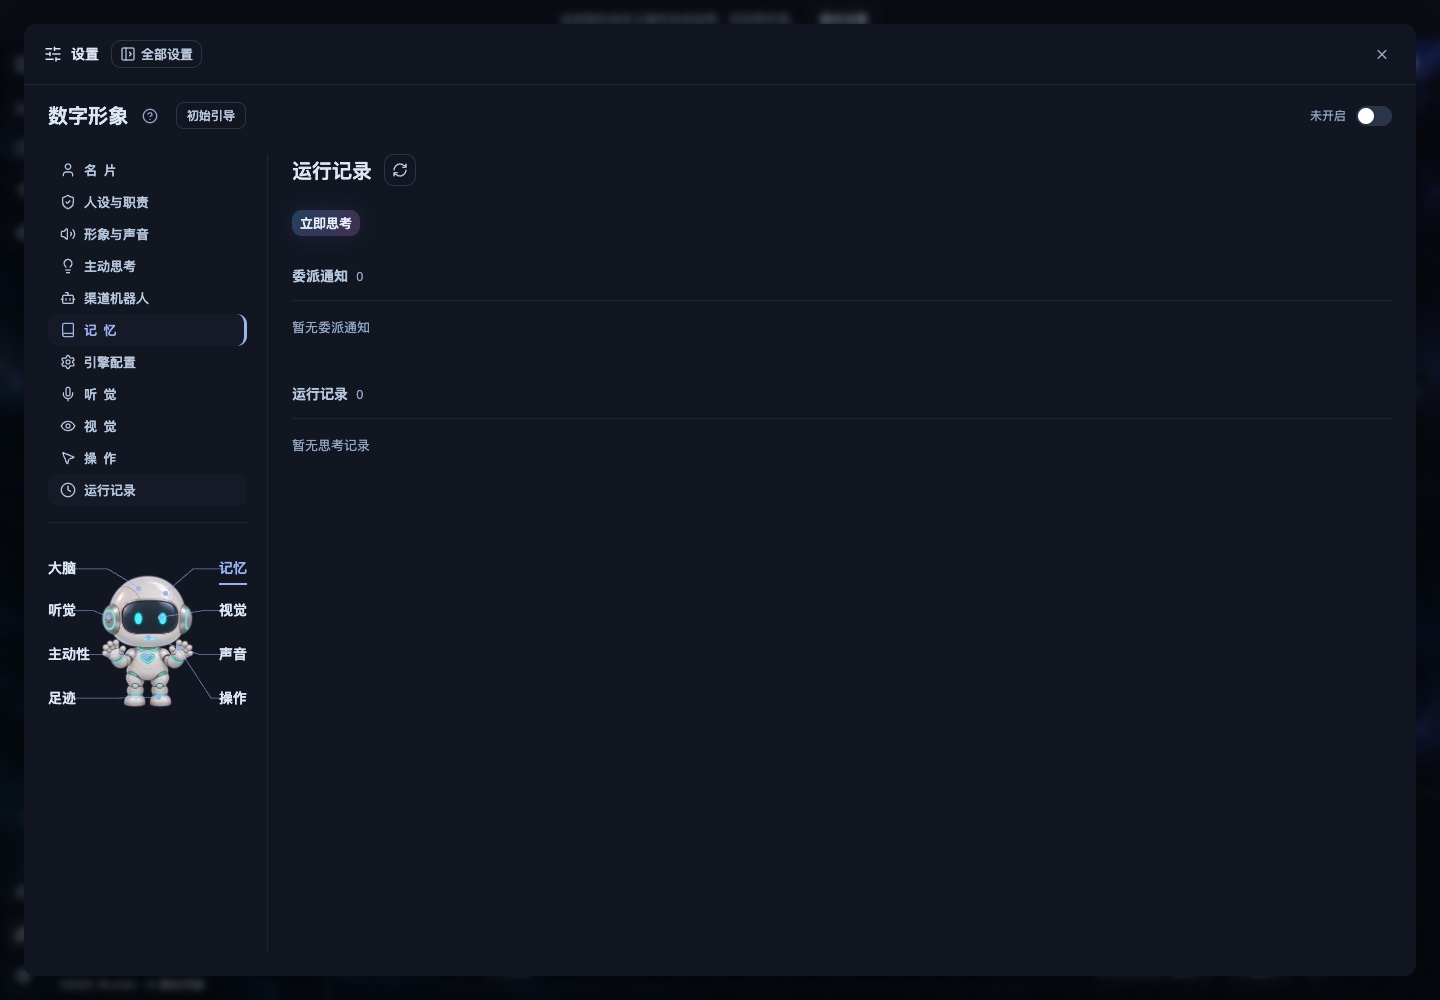 设置
全部设置
数字形象
初始引导
未开启
名 片
人设与职责
形象与声音
主动思考
渠道机器人
记 忆
引擎配置
听 觉
视 觉
操 作
运行记录
大脑
记忆
听觉
视觉
主动性
声音
足迹
操作
运行记录
立即思考
委派通知 0
暂无委派通知
运行记录 0
暂无思考记录